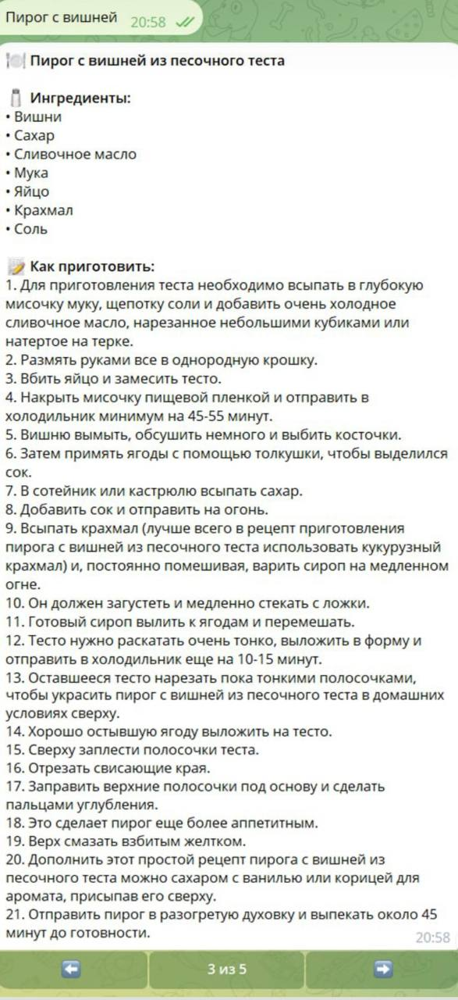 Пирог с вишней 20:58
Пирог с вишней из песочного теста
Ингредиенты:
• Вишни
• Сахар
• Сливочное масло
• Мука
• Яйцо
• Крахмал
• Соль
Как приготовить:
1. Для приготовления теста необходимо всыпать в глубокую
мисочку муку, щепотку соли и добавить очень холодное
сливочное масло, нарезанное небольшими кубиками или
натертое на терке.
2. Размять руками все в однородную крошку.
3. Вбить яйцо и замесить тесто.
4. Накрыть мисочку пищевой пленкой и отправить в
холодильник минимум на 45-55 минут.
5. Вишню вымыть, обсушить немного и выбить косточки.
6. Затем примять ягоды с помощью толкушки, чтобы выделился
сок.
7. В сотейник или кастрюлю всыпать сахар.
8. Добавить сок и отправить на огонь.
9. Всыпать крахмал (лучше всего в рецепт приготовления
пирога с вишней из песочного теста использовать кукурузный
крахмал) и, постоянно помешивая, варить сироп на медленном
огне.
10. Он должен загустеть и медленно стекать с ложки.
11. Готовый сироп вылить к ягодам и перемешать.
12. Тесто нужно раскатать очень тонко, выложить в форму и
отправить в холодильник еще на 10-15 минут.
13. Оставшееся тесто нарезать пока тонкими полосочками,
чтобы украсить пирог с вишней из песочного теста в домашних
условиях сверху.
14. Хорошо остывшую ягоду выложить на тесто.
15. Сверху заплести полосочки теста.
16. Отрезать свисающие края.
17. Заправить верхние полосочки под основу и сделать
пальцами углубления.
18. Это сделает пирог еще более аппетитным.
19. Верх смазать взбитым желтком.
20. Дополнить этот простой рецепт пирога с вишней из
песочного теста можно сахаром с ванилью или корицей для
аромата, присыпав его сверху.
21. Отправить пирог в разогретую духовку и выпекать около 45
минут до готовности.
20:58
3 из 5